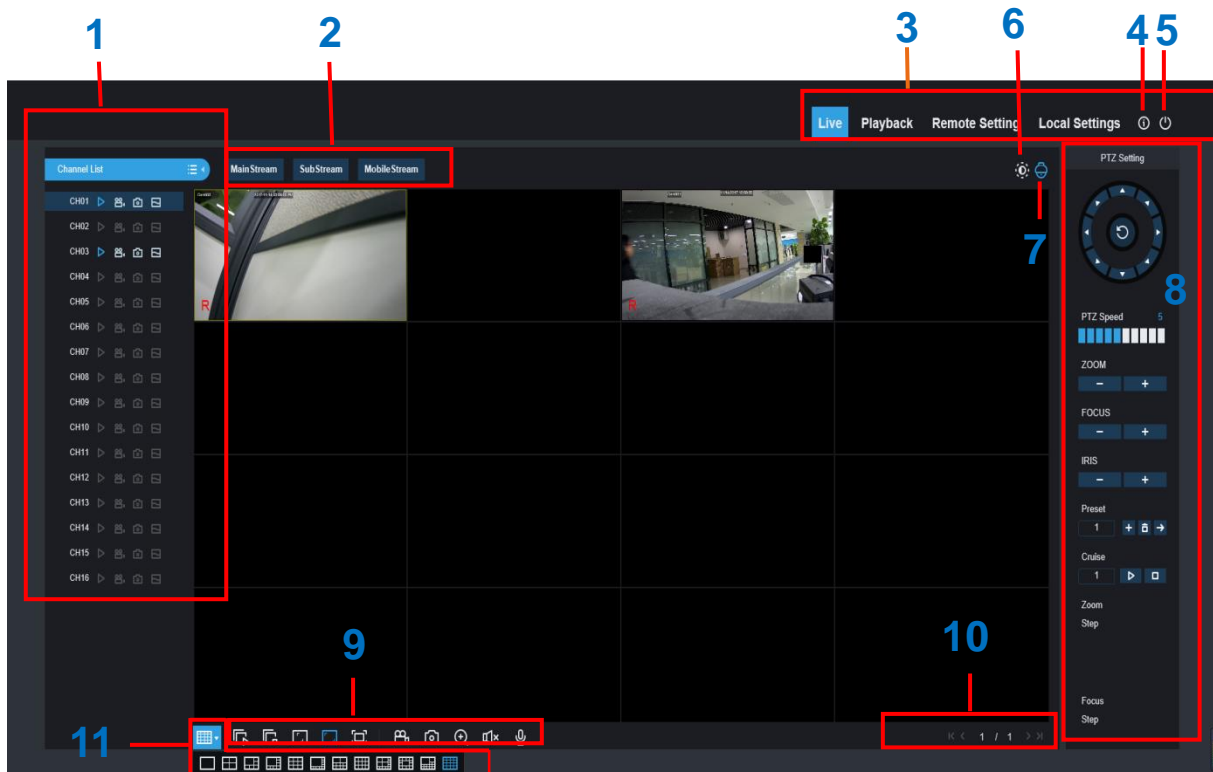 1
2
3
4
5
6
Live Playback Remote Setting Local Settings
Channel List
MainStream SubStream MobileStream
PTZ Setting
7
8
CH01
CH02
CH03
CH04
CH05
CH06
CH07
CH08
CH09
CH10
CH11
CH12
CH13
CH14
CH15
CH16
R
R
PTZ Speed 5
ZOOM
- +
FOCUS
- +
IRIS
- +
Preset
1 +
Cruise
1
Zoom
Step
Focus
Step
9
10
11
1 / 1